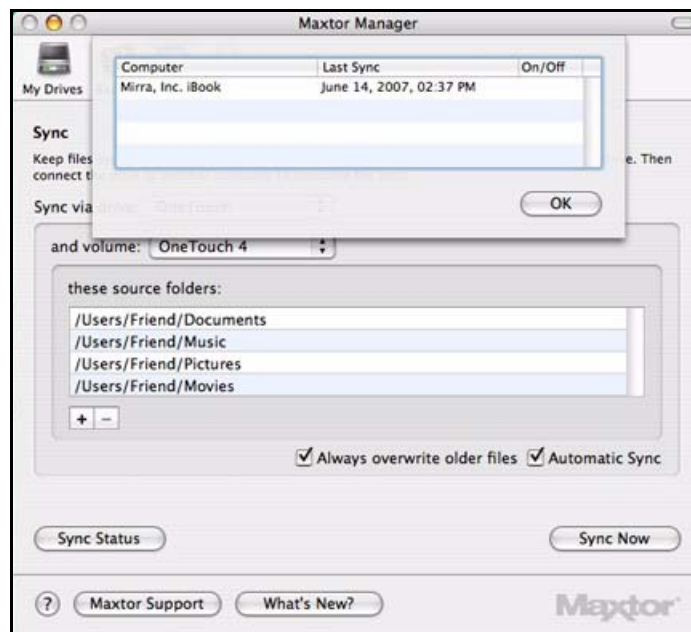 Maxtor Manager
My Drives
Computer Last Sync On/Off
Mirra, Inc. iBook June 14, 2007, 02:37 PM
OK
Sync
Keep files e. Then
connect
Sync via
and volume: OneTouch 4
these source folders:
/Users/Friend/Documents
/Users/Friend/Music
/Users/Friend/Pictures
/Users/Friend/Movies
+ −
Always overwrite older files Automatic Sync
Sync Status Sync Now
? Maxtor Support What's New? Maxtor